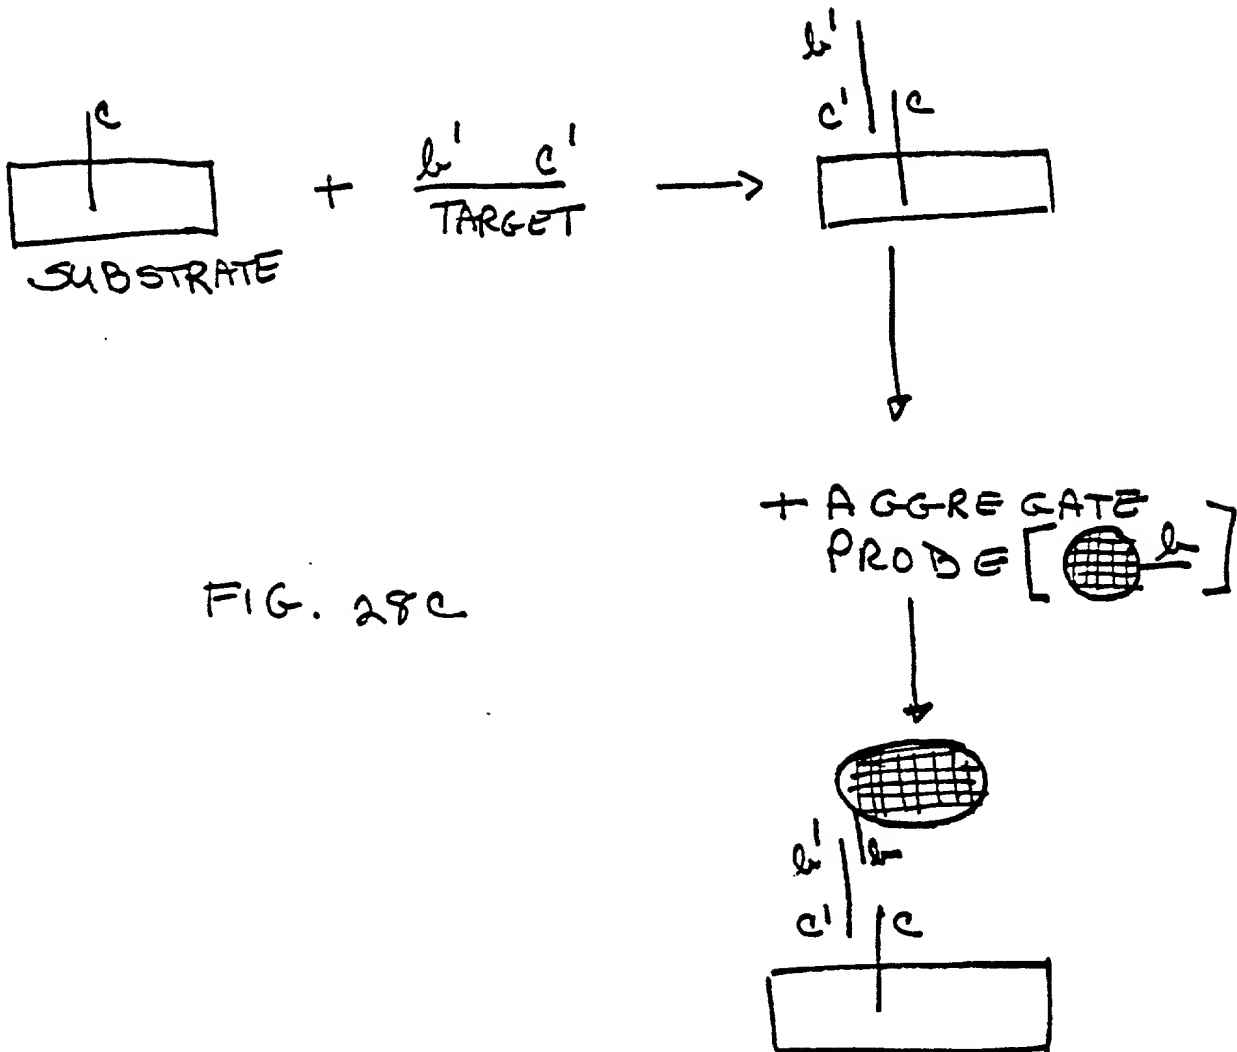 b'
c' c
c
+ b' c' →
TARGET
SUBSTRATE
+ AGGREGATE
PROBE [ b ]
FIG. 28C
b' b
c' c